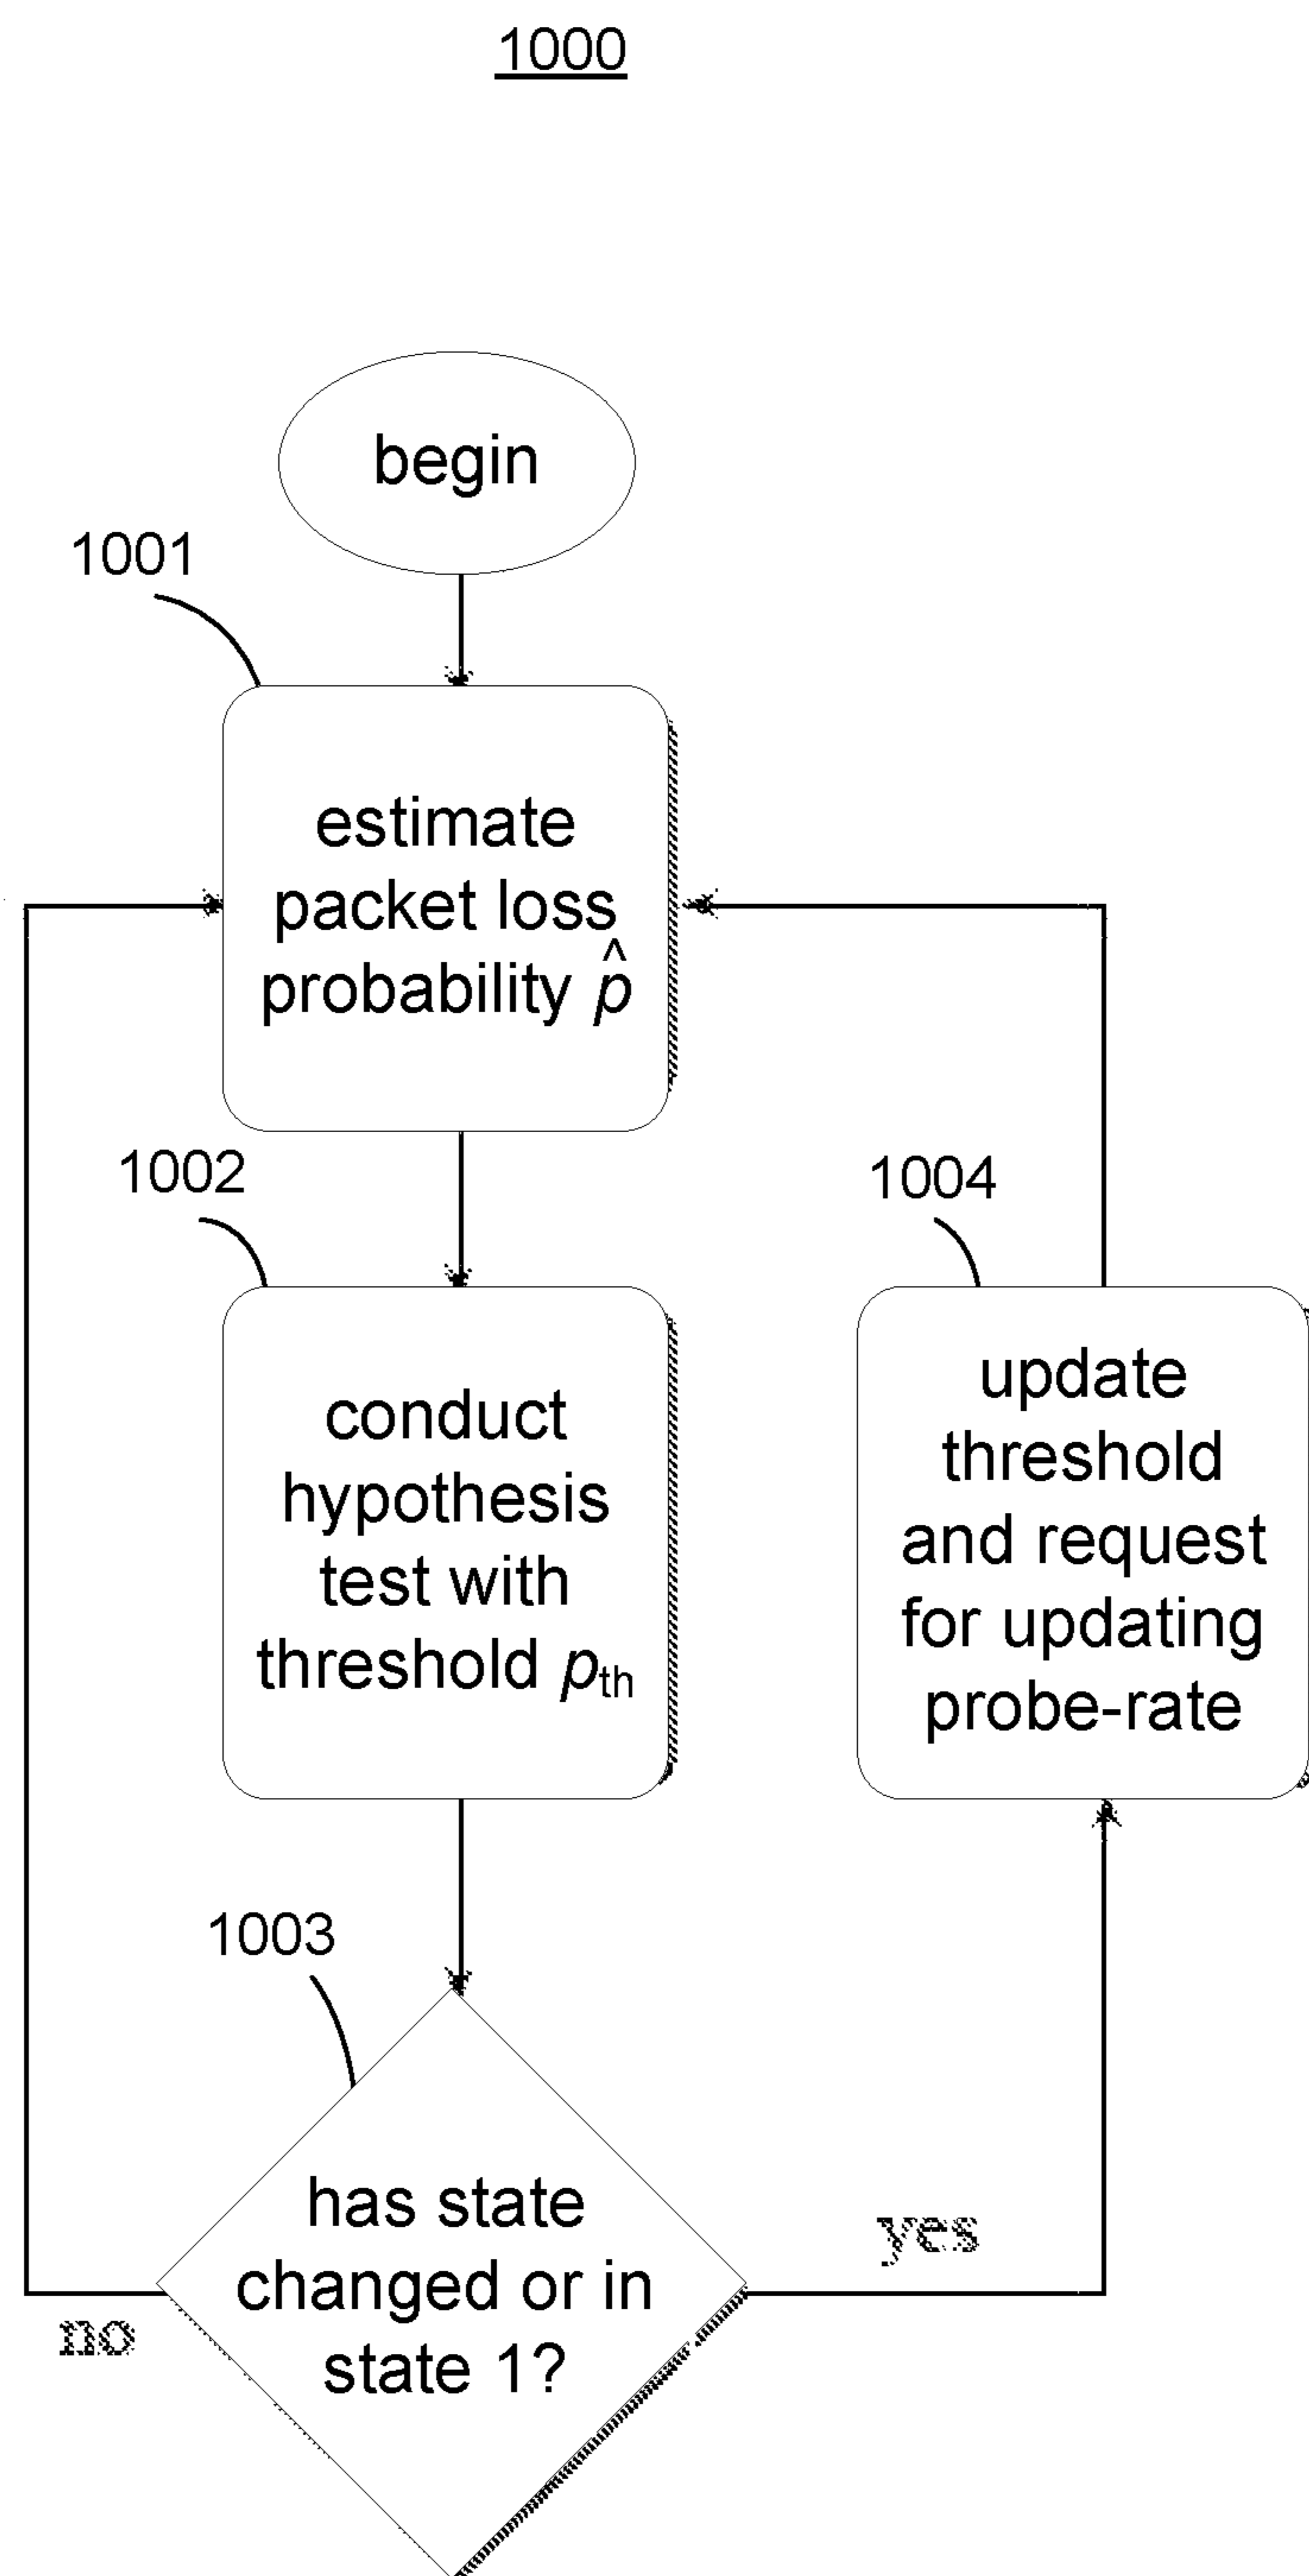 1000
begin
1001
estimate
packet loss
probability p̂
1002
conduct
hypothesis
test with
threshold pth
1004
update
threshold
and request
for updating
probe-rate
1003
has state
changed or in
state 1?
yes
no